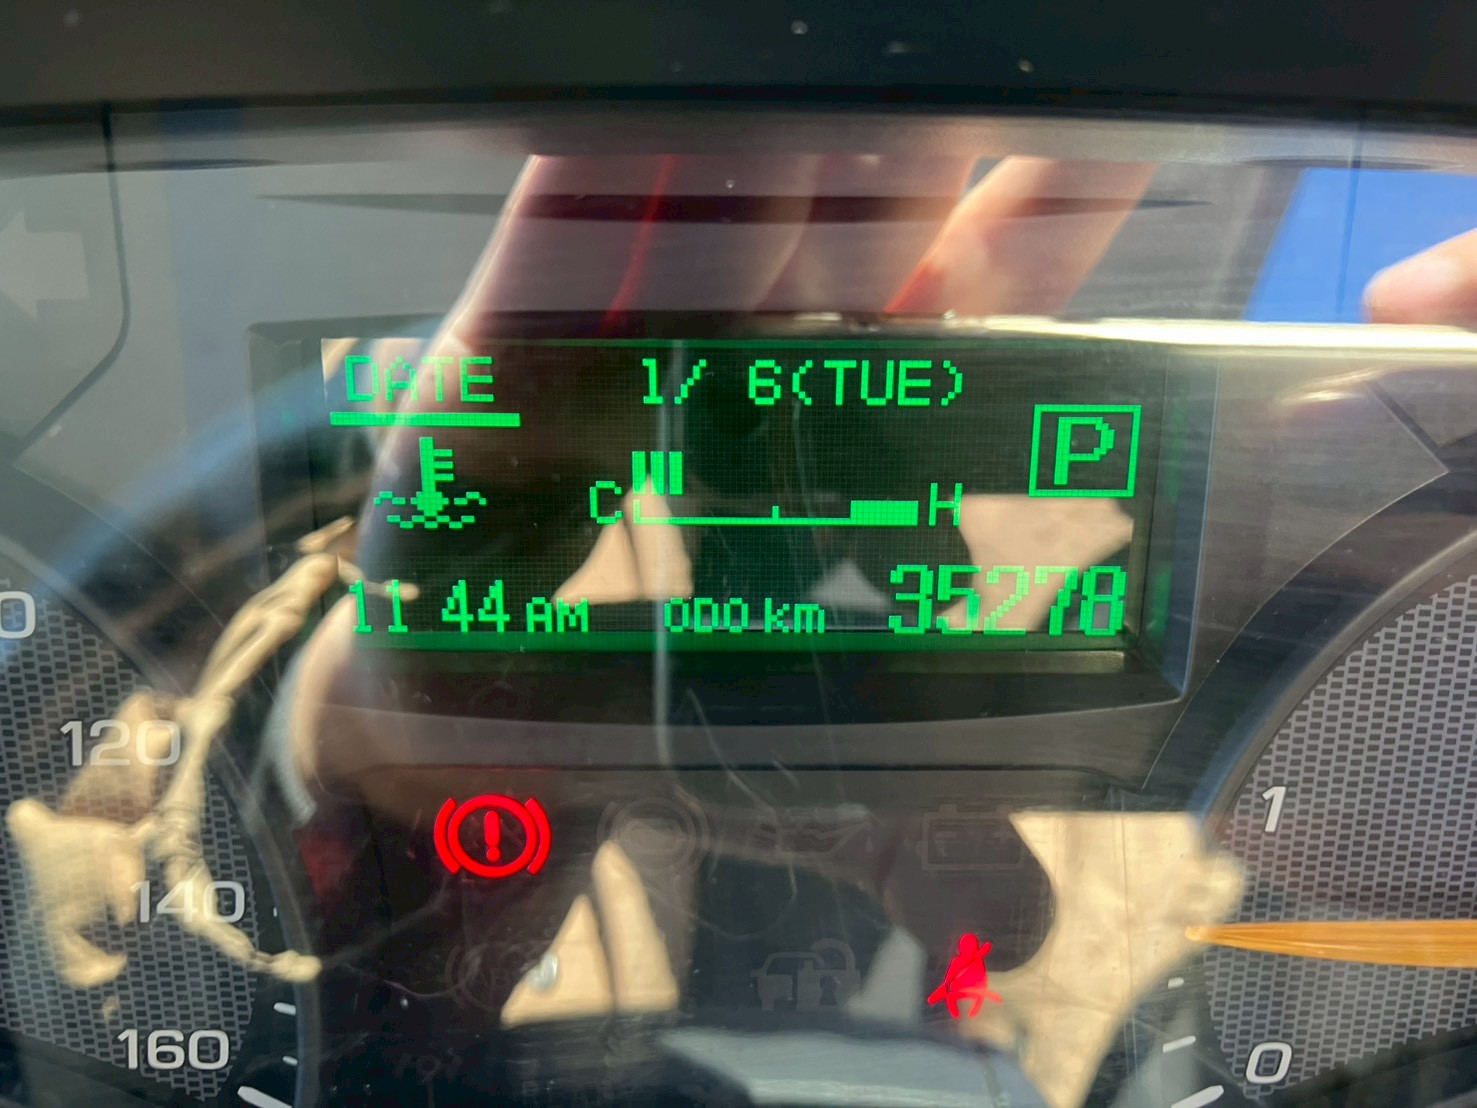 DATE 1/ 6(TUE)
P
C H
11 44 AM ODO km 35278
120
140
160
1
0